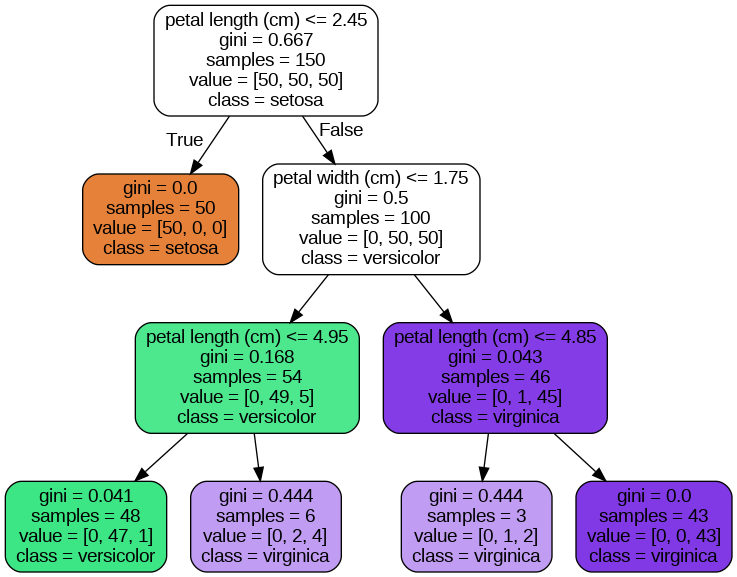 petal length (cm) <= 2.45
gini = 0.667
samples = 150
value = [50, 50, 50]
class = setosa
True
False
gini = 0.0
samples = 50
value = [50, 0, 0]
class = setosa
petal width (cm) <= 1.75
gini = 0.5
samples = 100
value = [0, 50, 50]
class = versicolor
petal length (cm) <= 4.95
gini = 0.168
samples = 54
value = [0, 49, 5]
class = versicolor
petal length (cm) <= 4.85
gini = 0.043
samples = 46
value = [0, 1, 45]
class = virginica
gini = 0.041
samples = 48
value = [0, 47, 1]
class = versicolor
gini = 0.444
samples = 6
value = [0, 2, 4]
class = virginica
gini = 0.444
samples = 3
value = [0, 1, 2]
class = virginica
gini = 0.0
samples = 43
value = [0, 0, 43]
class = virginica